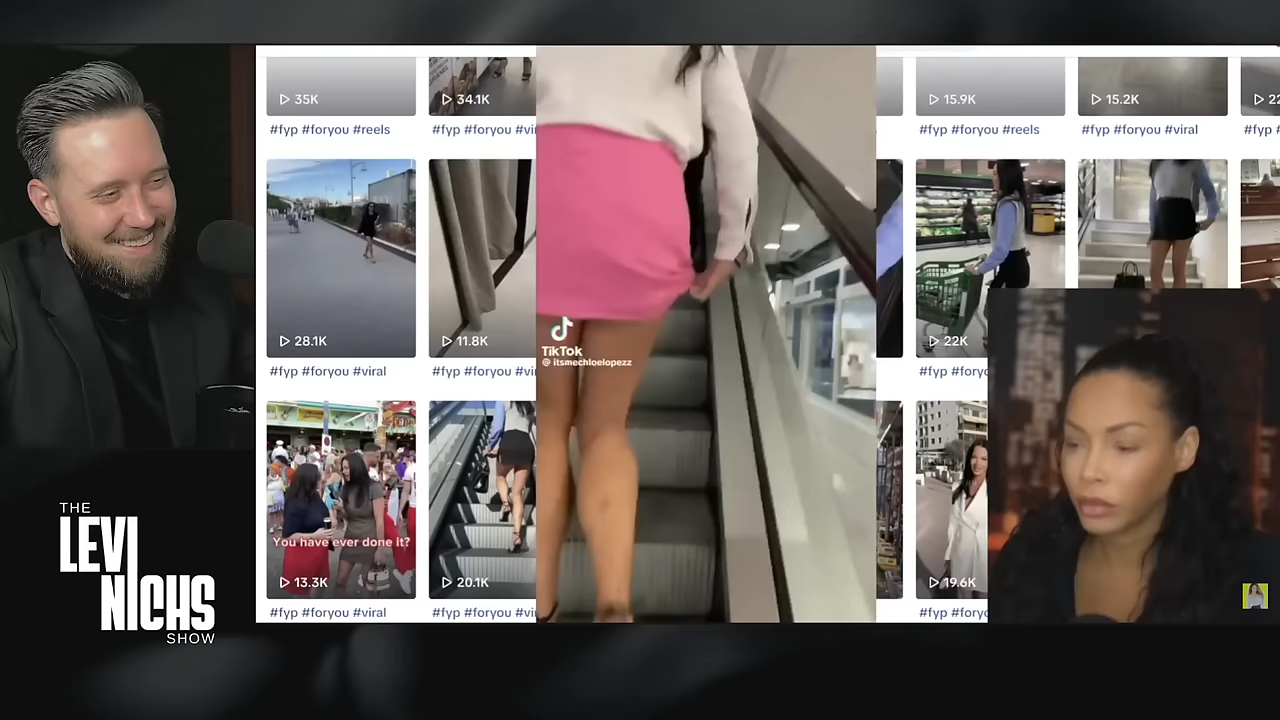 35K
34.1K
15.9K
15.2K
#fyp #foryou #reels
#fyp #foryou
#fyp #foryou #reels
#fyp #foryou #viral
28.1K
11.8K
22K
#fyp #foryou #viral
#fyp #foryou
TikTok
@ itsmechloelopezz
You have ever done it?
13.3K
20.1K
19.6K
#fyp #foryou #viral
#fyp #foryou
THE
LEVI
NICHS
SHOW